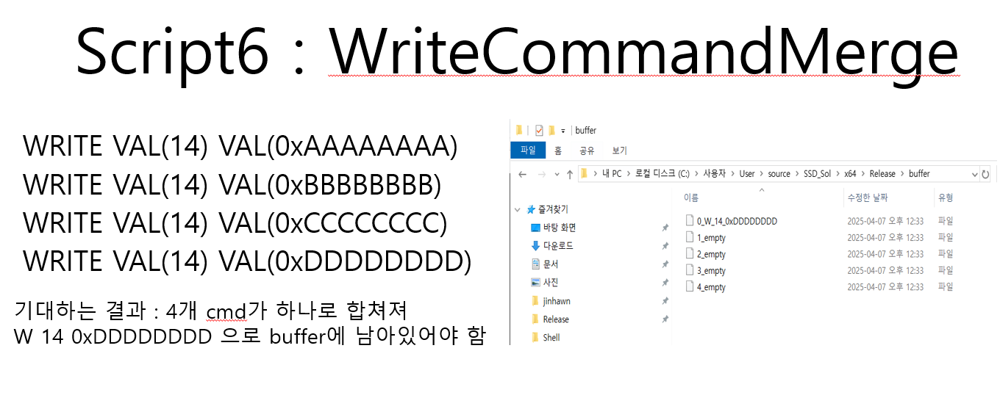 Script6 : WriteCommandMerge
WRITE VAL(14) VAL(0xAAAAAAAA)
WRITE VAL(14) VAL(0xBBBBBBBB)
WRITE VAL(14) VAL(0xCCCCCCCC)
WRITE VAL(14) VAL(0xDDDDDDDD)
기대하는 결과 : 4개 cmd가 하나로 합쳐져
W 14 0xDDDDDDDD 으로 buffer에 남아있어야 함
buffer
파일 홈 공유 보기
내 PC > 로컬 디스크 (C:) > 사용자 > User > source > SSD_Sol > x64 > Release > buffer
이름 수정한 날짜 유형
즐겨찾기
바탕 화면
다운로드
문서
사진
jinhawn
Release
Shell
0_W_14_0xDDDDDDDD 2025-04-07 오후 12:33 파일
1_empty 2025-04-07 오후 12:33 파일
2_empty 2025-04-07 오후 12:33 파일
3_empty 2025-04-07 오후 12:33 파일
4_empty 2025-04-07 오후 12:33 파일